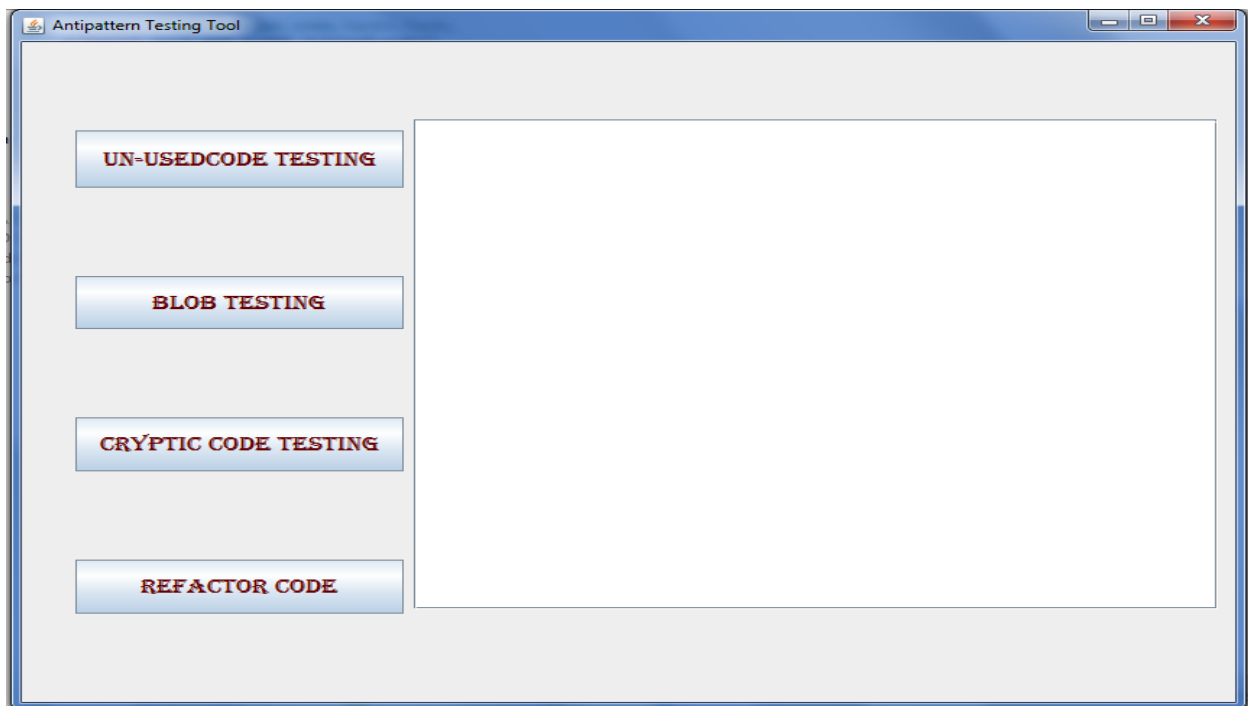 Antipattern Testing Tool
UN-USEDCODE TESTING
BLOB TESTING
CRYPTIC CODE TESTING
REFACTOR CODE